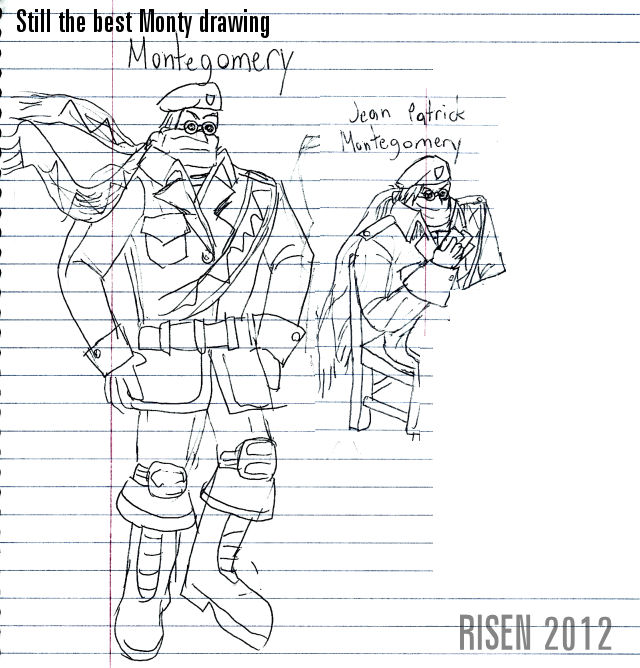 Still the best Monty drawing
Montegomery
Jean Patrick
Montegomery
RISEN 2012